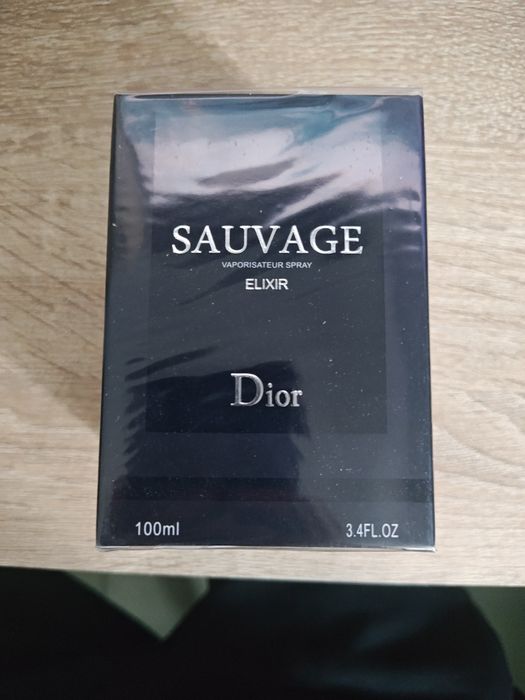 SAUVAGE
VAPORISATEUR SPRAY
ELIXIR
Dior
100ml 3.4FL.OZ